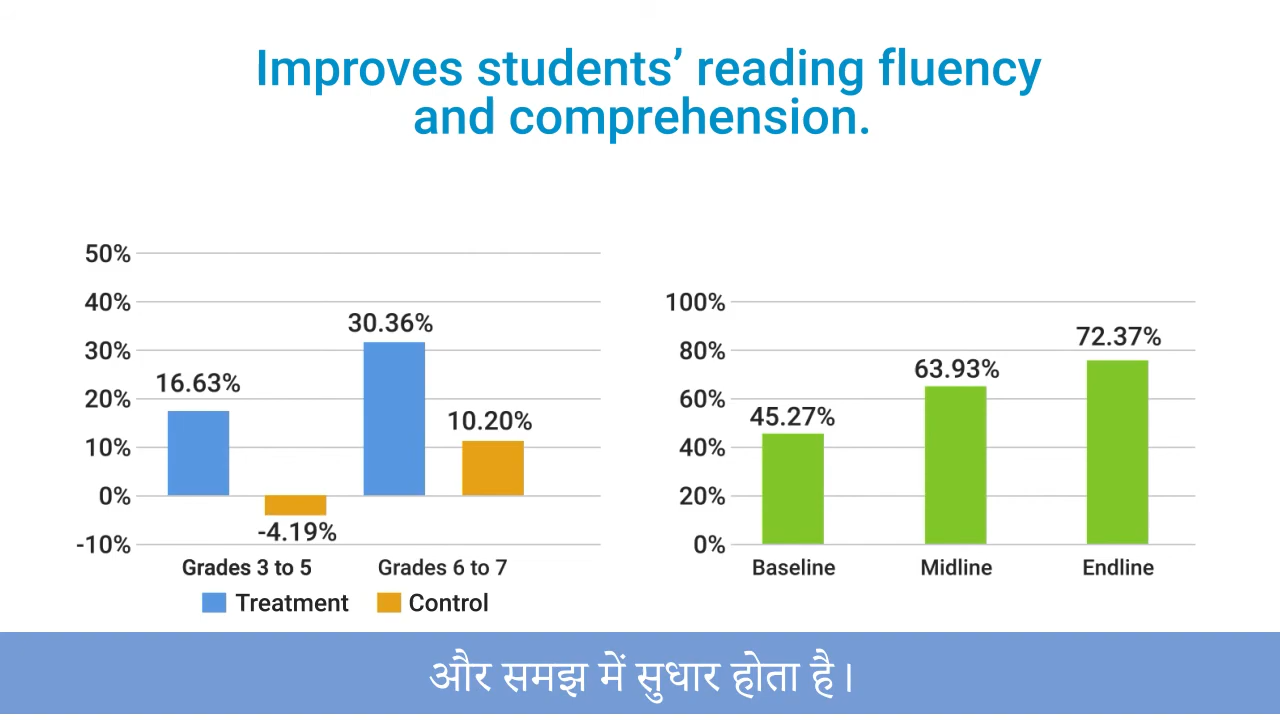 Improves students’ reading fluency
and comprehension.
50%
40%
30%
20%
10%
0%
-10%
16.63%
-4.19%
30.36%
10.20%
Grades 3 to 5
Grades 6 to 7
Treatment
Control
100%
80%
60%
40%
20%
0%
45.27%
63.93%
72.37%
Baseline
Midline
Endline
और समझ में सुधार होता है।